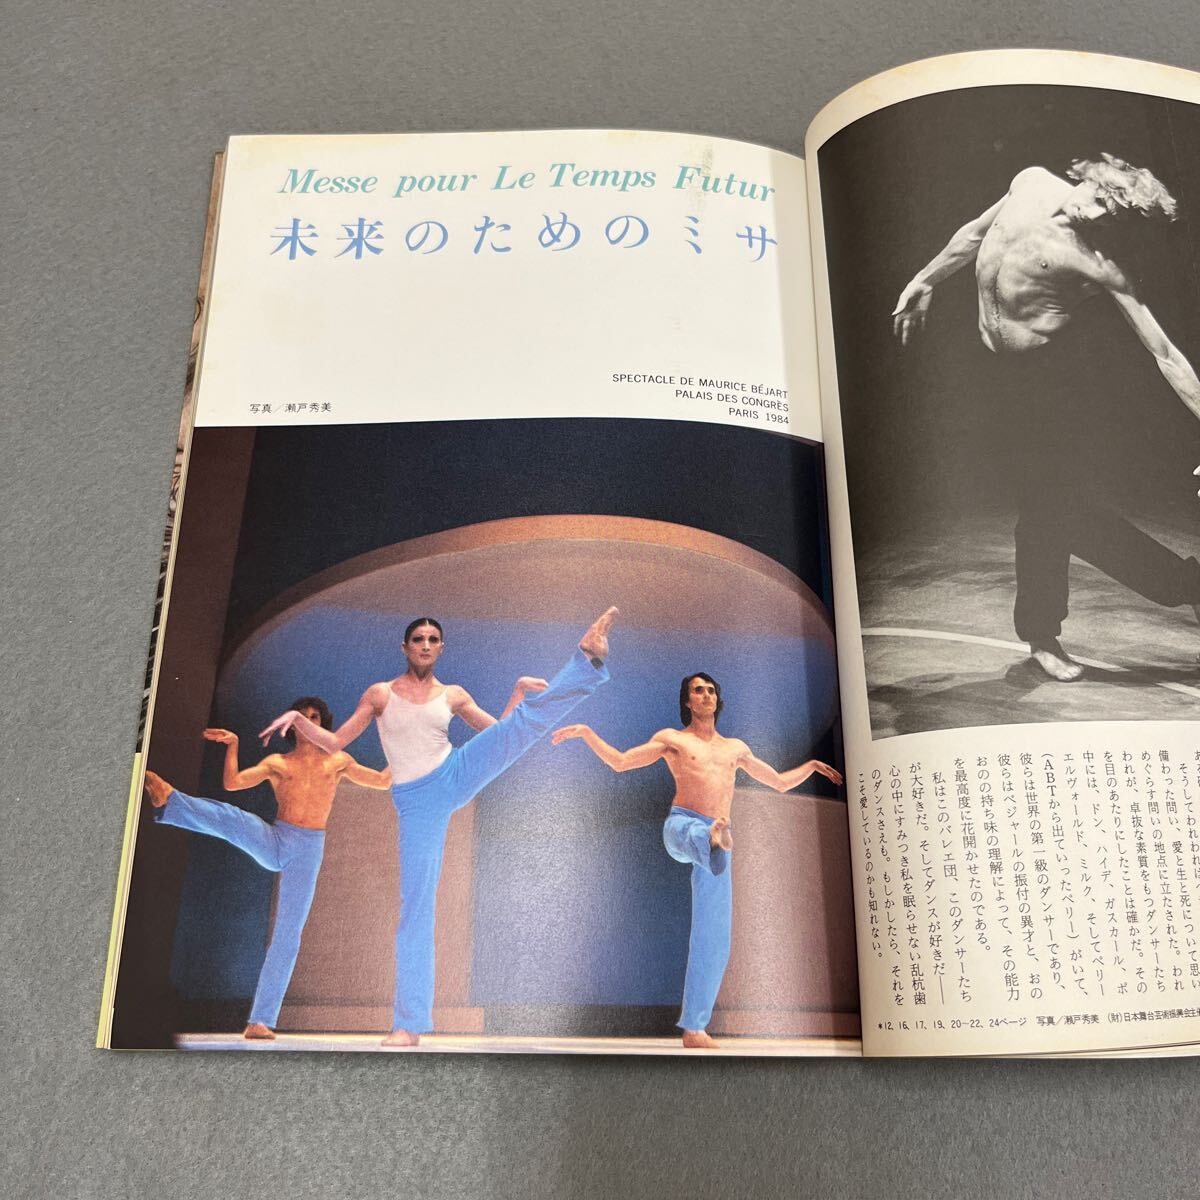 Messe pour Le Temps Futur
未来のためのミサ
SPECTACLE DE MAURICE BÉJART
PALAIS DES CONGRÈS
PARIS 1984
写真／瀬戸秀美
そうしてわれわれは
備わった問い、愛と生と死について思い
めぐらす問いの地点に立たされた。われ
われが、卓抜な素質をもつダンサーたち
を目のあたりにしたことは確かだ。その
中には、ドン、ハイデ、ガスカール、ポ
エルヴォールド、ミルク、そしてペリー
（ＡＢＴから出ていったペリー）がいて、
彼らは世界の第一級のダンサーであり、
彼らはベジャールの振付の異才と、おの
おのの持ち味の理解によって、その能力
を最高度に花開かせたのである。
私はこのバレエ団、このダンサーたち
が大好きだ。そしてダンスが好きだ――
心の中にすみつき私を眠らせない乱杭歯
のダンスさえも。もしかしたら、それを
こそ愛しているのかも知れない。
*12、16、17、19、20〜22、24ページ 写真／瀬戸秀美 (財)日本舞台芸術振興会主催